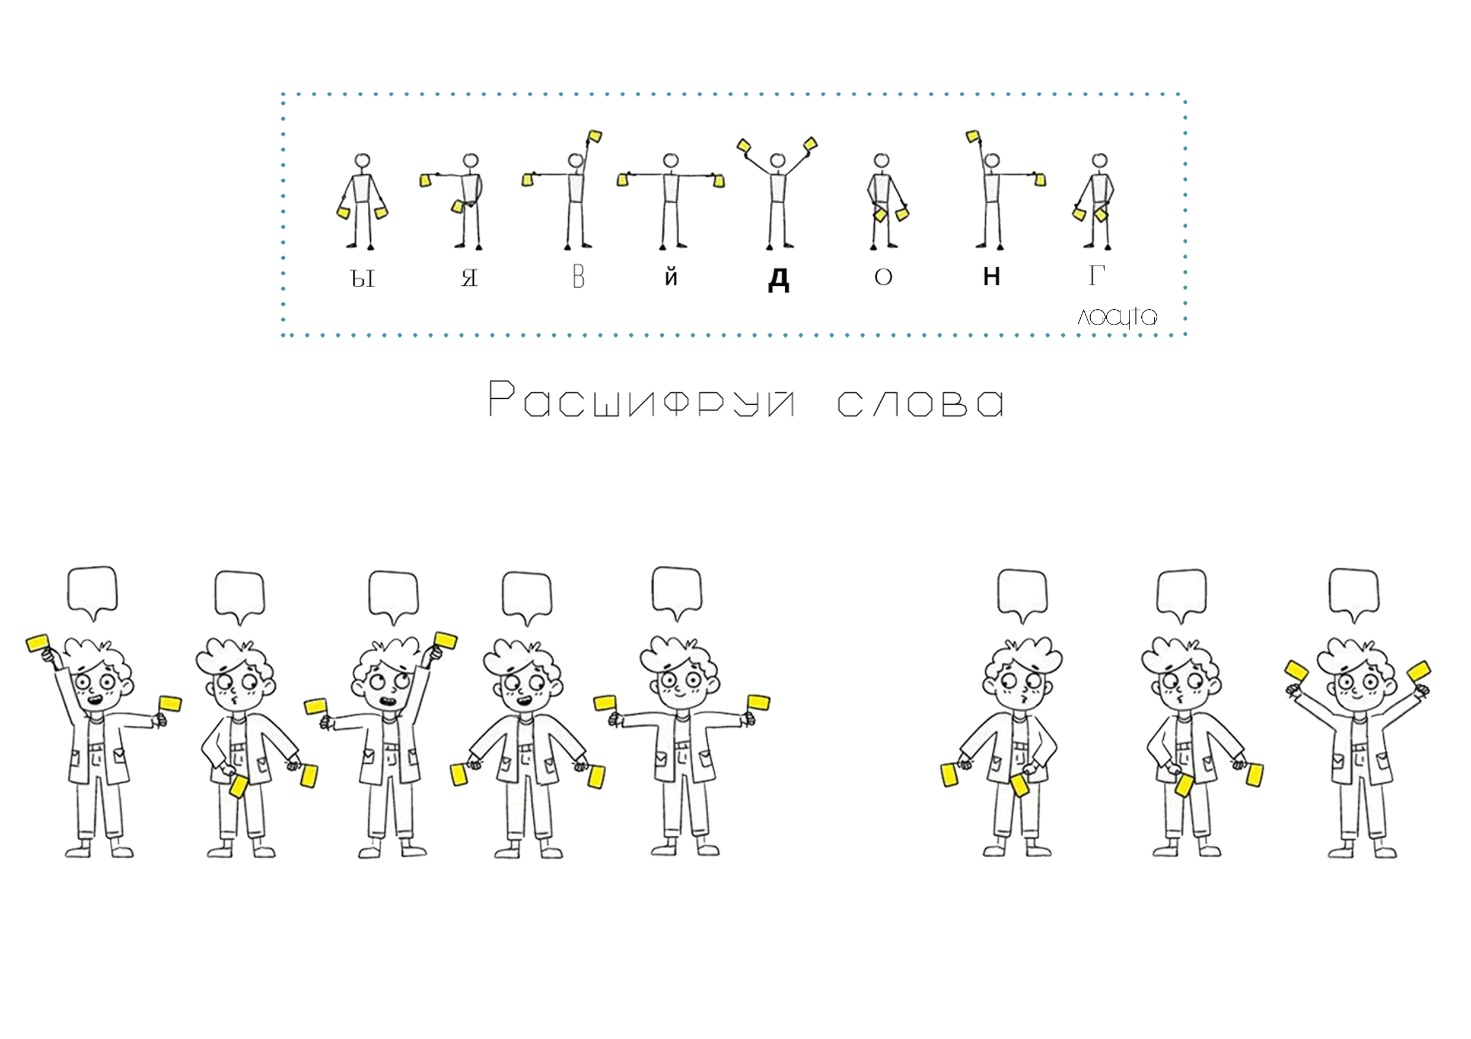 ы я в й д о н г
лосуто
Расшифруй слова